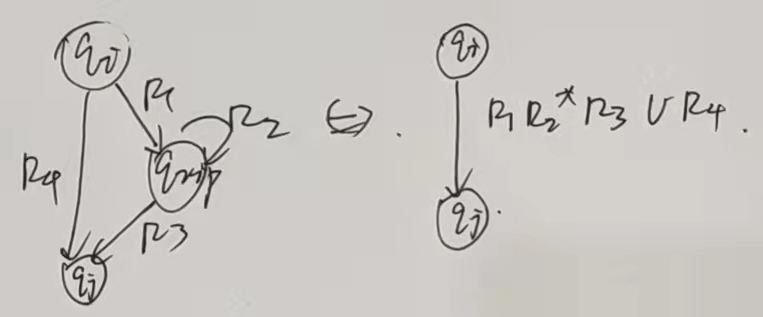 qi
R1
R2
⇔
R4
qrip
R3
qj
qi
R1R2*R3 ∪ R4.
qj.